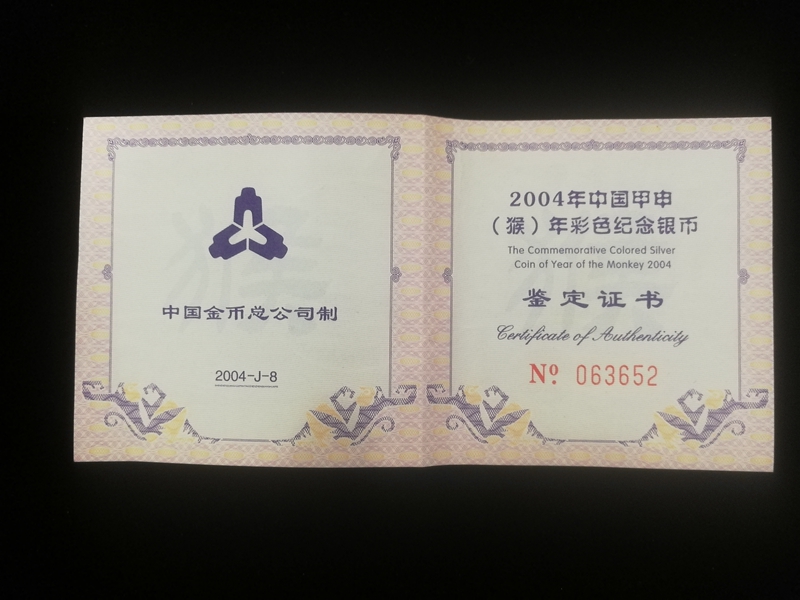 中国金币总公司制
2004-J-8
2004年中国甲申
(猴)年彩色纪念银币
The Commemorative Colored Silver
Coin of Year of the Monkey 2004
鉴定证书
Certificate of Authenticity
Nº 063652